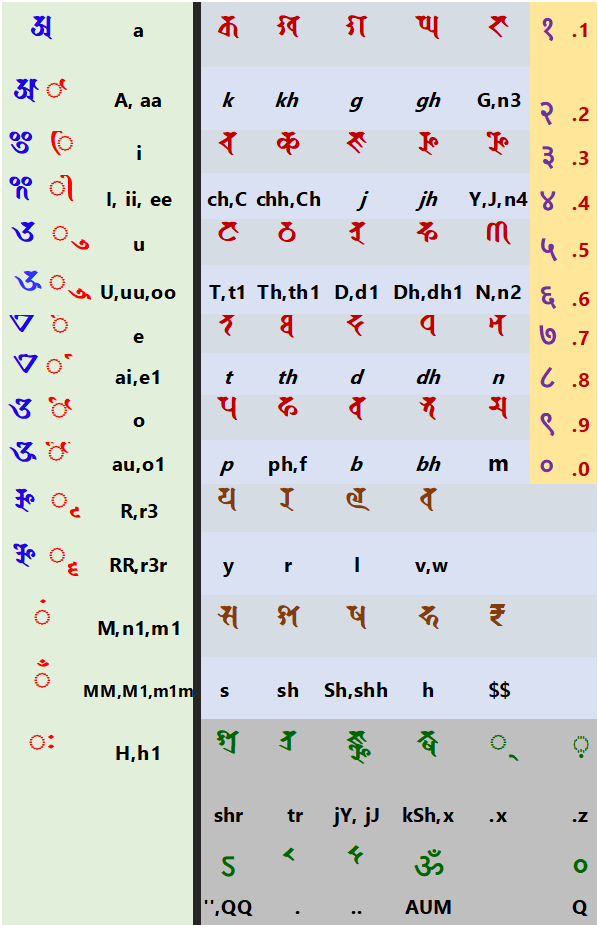 𑖀 𑖎 𑖏 𑖐 𑖑 𑖒 १ .1
a
𑖁 ◌𑖯
A, aa k kh g gh G,n3 २ .2
𑖂 ◌𑖰 𑖓 𑖔 𑖕 𑖖 𑖗 ३ .3
i
𑖃 ◌𑖱
I, ii, ee ch,C chh,Ch j jh Y,J,n4 ४ .4
𑖄 ◌𑖲 𑖘 𑖙 𑖚 𑖛 𑖜 ५ .5
u
𑖅 ◌𑖳
U,uu,oo T,t1 Th,th1 D,d1 Dh,dh1 N,n2 ६ .6
𑖊 ◌𑖸 𑖝 𑖞 𑖟 𑖠 𑖡 ७ .7
e
𑖋 ◌𑖹
ai,e1 t th d dh n ८ .8
𑖌 ◌𑖺 𑖢 𑖣 𑖤 𑖥 𑖦 ९ .9
o
𑖍 ◌𑖻
au,o1 p ph,f b bh m ० .0
𑖆 ◌𑖴 𑖧 𑖨 𑖩 𑖪
R,r3
𑖇 ◌𑖵
RR,r3r y r l v,w
◌𑖽 𑖭 𑖫 𑖬 𑖮 ₹
M,n1,m1
◌𑖼
MM,M1,m1m s sh Sh,shh h $$
◌𑖾 𑖫𑖿𑖨 𑖝𑖿𑖨 𑖕𑖿𑖗 𑖎𑖿𑖬 ◌𑖿 ◌𑗀
H,h1
shr tr jY, jJ kSh,x .x .z
ऽ 𑗂 𑗃 ॐ ०
'',QQ . .. AUM Q